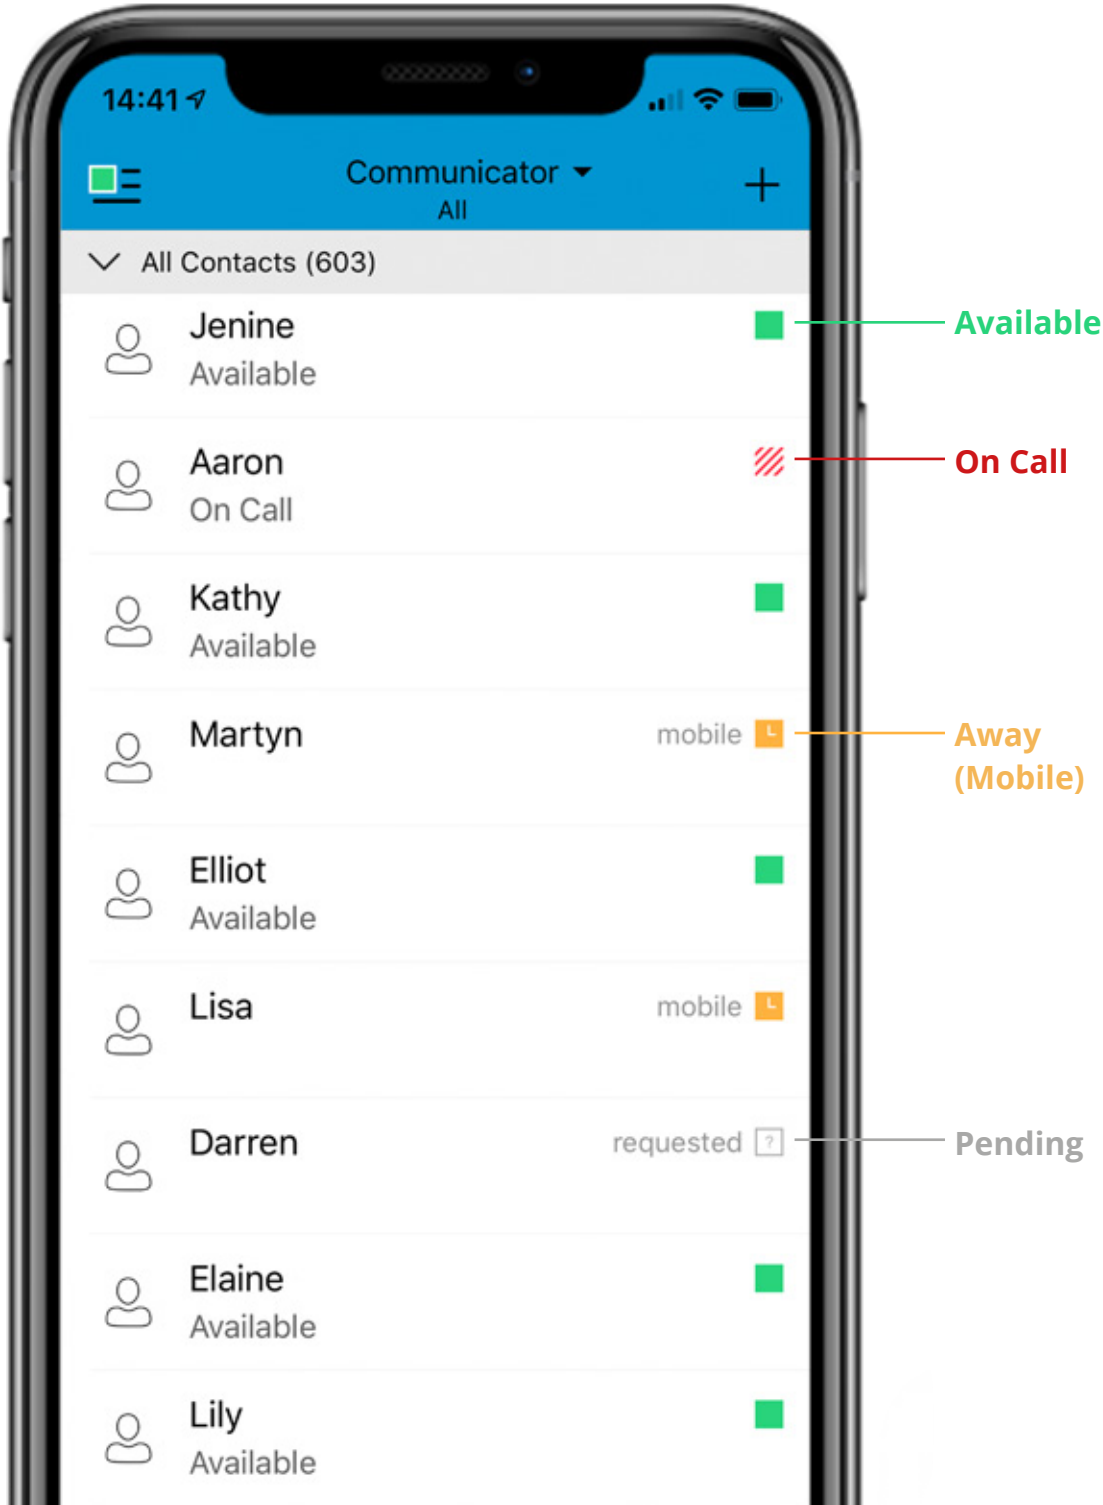 14:41
Communicator
All
All Contacts (603)
Jenine
Available
Available
Aaron
On Call
On Call
Kathy
Available
Martyn
mobile
Away
(Mobile)
Elliot
Available
Lisa
mobile
Darren
requested
?
Pending
Elaine
Available
Lily
Available